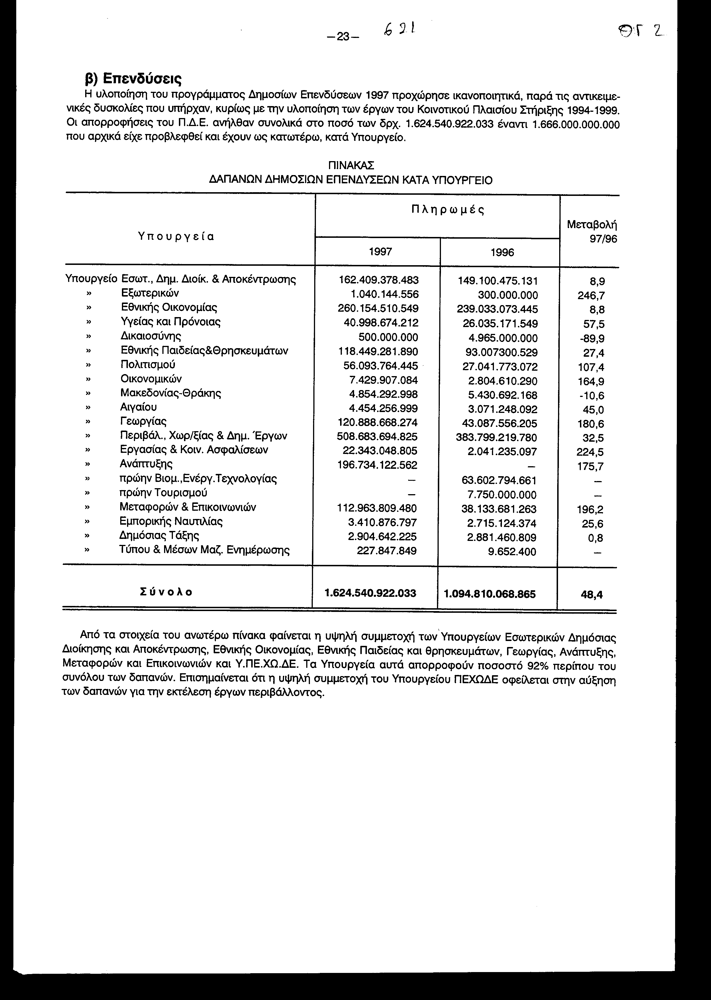 –23– 621 ΘΓ 2
β) Επενδύσεις
Η υλοποίηση του προγράμματος Δημοσίων Επενδύσεων 1997 προχώρησε ικανοποιητικά, παρά τις αντικειμε-
νικές δυσκολίες που υπήρχαν, κυρίως με την υλοποίηση των έργων του Κοινοτικού Πλαισίου Στήριξης 1994-1999.
Οι απορροφήσεις του Π.Δ.Ε. ανήλθαν συνολικά στο ποσό των δρχ. 1.624.540.922.033 έναντι 1.666.000.000.000
που αρχικά είχε προβλεφθεί και έχουν ως κατωτέρω, κατά Υπουργείο.
ΠΙΝΑΚΑΣ
ΔΑΠΑΝΩΝ ΔΗΜΟΣΙΩΝ ΕΠΕΝΔΥΣΕΩΝ ΚΑΤΑ ΥΠΟΥΡΓΕΙΟ
Υπουργεία Πληρωμές Μεταβολή
97/96
1997 1996
Υπουργείο Εσωτ., Δημ. Διοίκ. & Αποκέντρωσης 162.409.378.483 149.100.475.131 8,9
» Εξωτερικών 1.040.144.556 300.000.000 246,7
» Εθνικής Οικονομίας 260.154.510.549 239.033.073.445 8,8
» Υγείας και Πρόνοιας 40.998.674.212 26.035.171.549 57,5
» Δικαιοσύνης 500.000.000 4.965.000.000 -89,9
» Εθνικής Παιδείας&Θρησκευμάτων 118.449.281.890 93.007300.529 27,4
» Πολιτισμού 56.093.764.445 27.041.773.072 107,4
» Οικονομικών 7.429.907.084 2.804.610.290 164,9
» Μακεδονίας-Θράκης 4.854.292.998 5.430.692.168 -10,6
» Αιγαίου 4.454.256.999 3.071.248.092 45,0
» Γεωργίας 120.888.668.274 43.087.556.205 180,6
» Περιβάλ., Χωρ/ξίας & Δημ. Έργων 508.683.694.825 383.799.219.780 32,5
» Εργασίας & Κοιν. Ασφαλίσεων 22.343.048.805 2.041.235.097 224,5
» Ανάπτυξης 196.734.122.562 – 175,7
» πρώην Βιομ.,Ενέργ.Τεχνολογίας – 63.602.794.661 –
» πρώην Τουρισμού – 7.750.000.000 –
» Μεταφορών & Επικοινωνιών 112.963.809.480 38.133.681.263 196,2
» Εμπορικής Ναυτιλίας 3.410.876.797 2.715.124.374 25,6
» Δημόσιας Τάξης 2.904.642.225 2.881.460.809 0,8
» Τύπου & Μέσων Μαζ. Ενημέρωσης 227.847.849 9.652.400 –
Σύνολο 1.624.540.922.033 1.094.810.068.865 48,4
Από τα στοιχεία του ανωτέρω πίνακα φαίνεται η υψηλή συμμετοχή των Υπουργείων Εσωτερικών Δημόσιας
Διοίκησης και Αποκέντρωσης, Εθνικής Οικονομίας, Εθνικής Παιδείας και θρησκευμάτων, Γεωργίας, Ανάπτυξης,
Μεταφορών και Επικοινωνιών και Υ.ΠΕ.ΧΩ.ΔΕ. Τα Υπουργεία αυτά απορροφούν ποσοστό 92% περίπου του
συνόλου των δαπανών. Επισημαίνεται ότι η υψηλή συμμετοχή του Υπουργείου ΠΕΧΩΔΕ οφείλεται στην αύξηση
των δαπανών για την εκτέλεση έργων περιβάλλοντος.